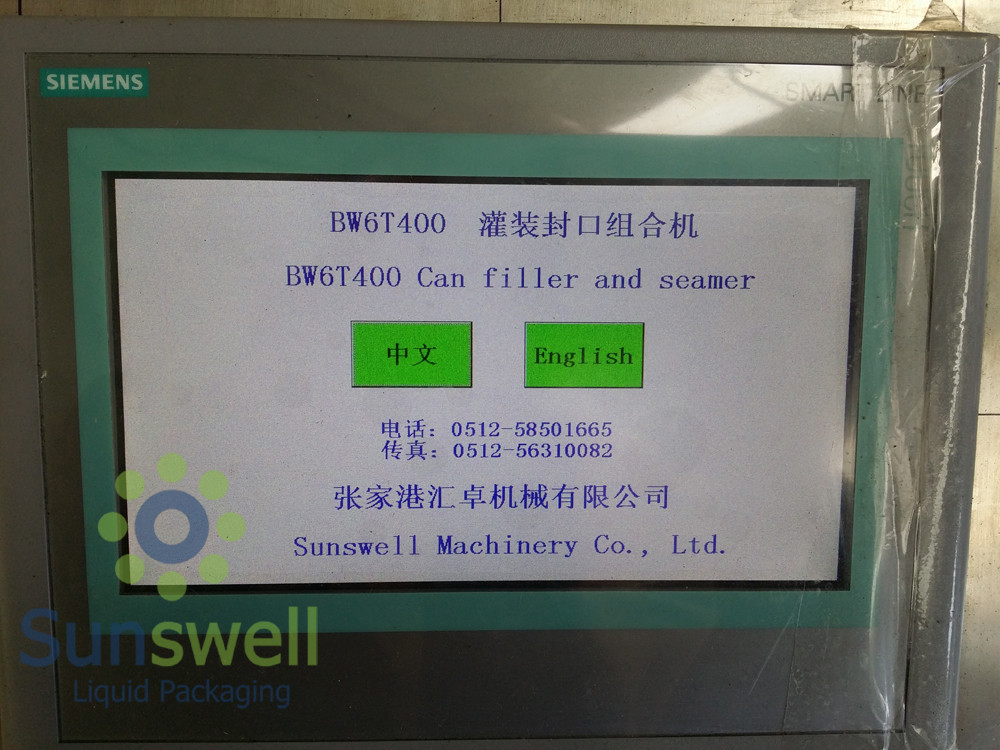 SIEMENS
SMART LINE
TOUCH
BW6T400 灌装封口组合机
BW6T400 Can filler and seamer
中文
English
电话：0512-58501665
传真：0512-56310082
张家港汇卓机械有限公司
Sunswell Machinery Co., Ltd.
Sunswell
Liquid Packaging